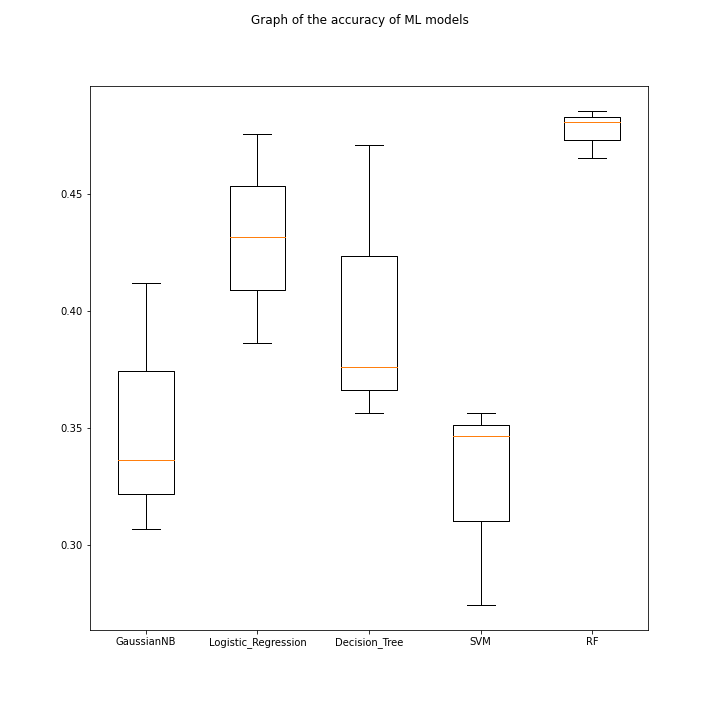 Graph of the accuracy of ML models
0.45
0.40
0.35
0.30
GaussianNB Logistic_Regression Decision_Tree SVM RF